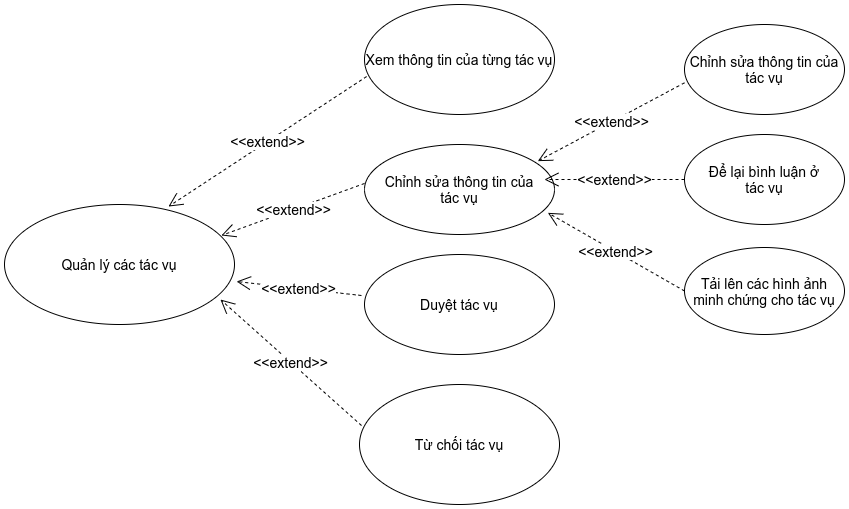 Xem thông tin của từng tác vụ
Chỉnh sửa thông tin của
tác vụ
<<extend>>
<<extend>>
Chỉnh sửa thông tin của
tác vụ
Để lại bình luận ở
tác vụ
<<extend>>
<<extend>>
<<extend>>
Quản lý các tác vụ
Tải lên các hình ảnh
minh chứng cho tác vụ
<<extend>>
Duyệt tác vụ
<<extend>>
Từ chối tác vụ